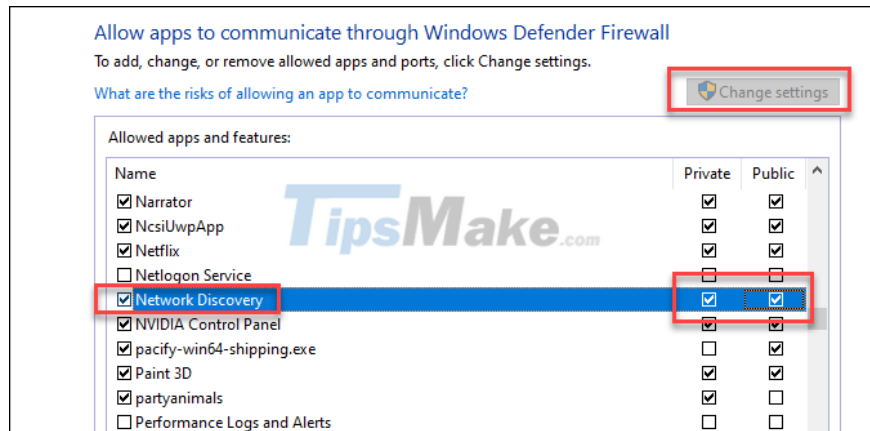 Allow apps to communicate through Windows Defender Firewall
To add, change, or remove allowed apps and ports, click Change settings.
What are the risks of allowing an app to communicate?
Change settings
Allowed apps and features:
Name Private Public
Narrator
NcsiUwpApp
Netflix
TipsMake.com
Netlogon Service
Network Discovery
NVIDIA Control Panel
pacify-win64-shipping.exe
Paint 3D
partyanimals
Performance Logs and Alerts